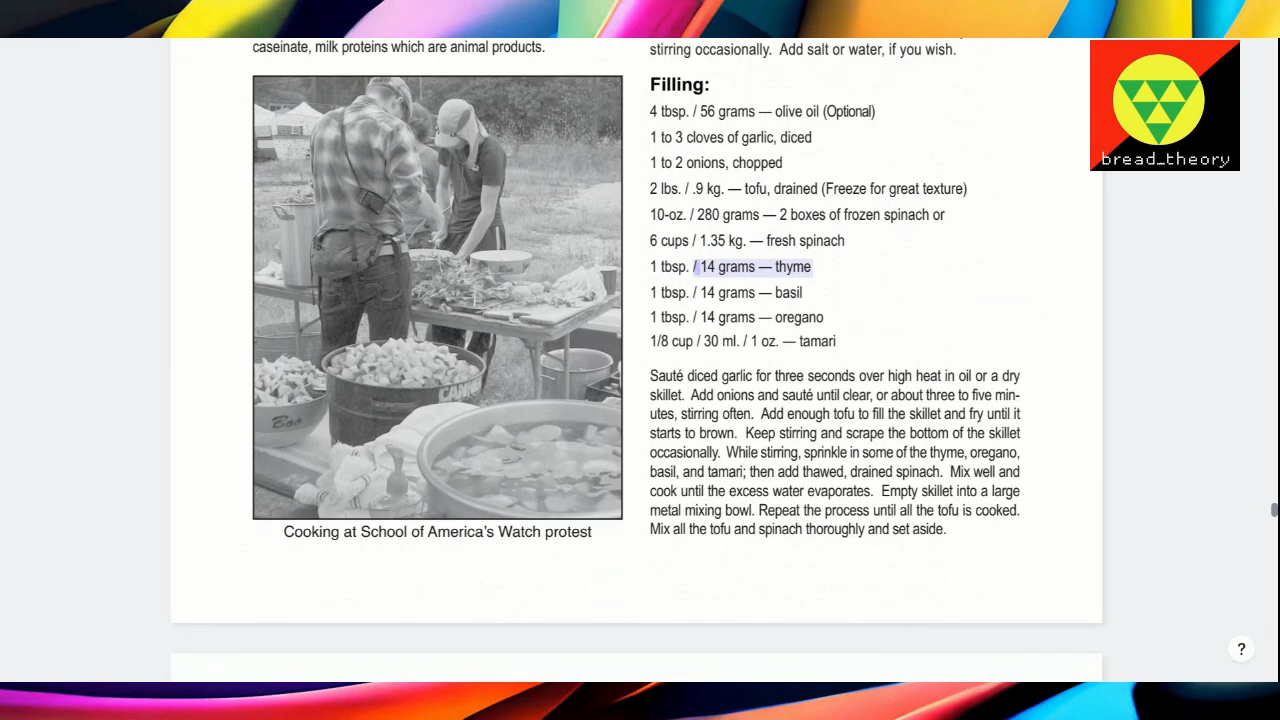 caseinate, milk proteins which are animal products.
Boo
CANN
Cooking at School of America's Watch protest
stirring occasionally. Add salt or water, if you wish.
Filling:
4 tbsp. / 56 grams — olive oil (Optional)
1 to 3 cloves of garlic, diced
1 to 2 onions, chopped
2 lbs. / .9 kg. — tofu, drained (Freeze for great texture)
10-oz. / 280 grams — 2 boxes of frozen spinach or
6 cups / 1.35 kg. — fresh spinach
1 tbsp. / 14 grams — thyme
1 tbsp. / 14 grams — basil
1 tbsp. / 14 grams — oregano
1/8 cup / 30 ml. / 1 oz. — tamari
Sauté diced garlic for three seconds over high heat in oil or a dry
skillet. Add onions and sauté until clear, or about three to five min-
utes, stirring often. Add enough tofu to fill the skillet and fry until it
starts to brown. Keep stirring and scrape the bottom of the skillet
occasionally. While stirring, sprinkle in some of the thyme, oregano,
basil, and tamari; then add thawed, drained spinach. Mix well and
cook until the excess water evaporates. Empty skillet into a large
metal mixing bowl. Repeat the process until all the tofu is cooked.
Mix all the tofu and spinach thoroughly and set aside.
bread_theory
?